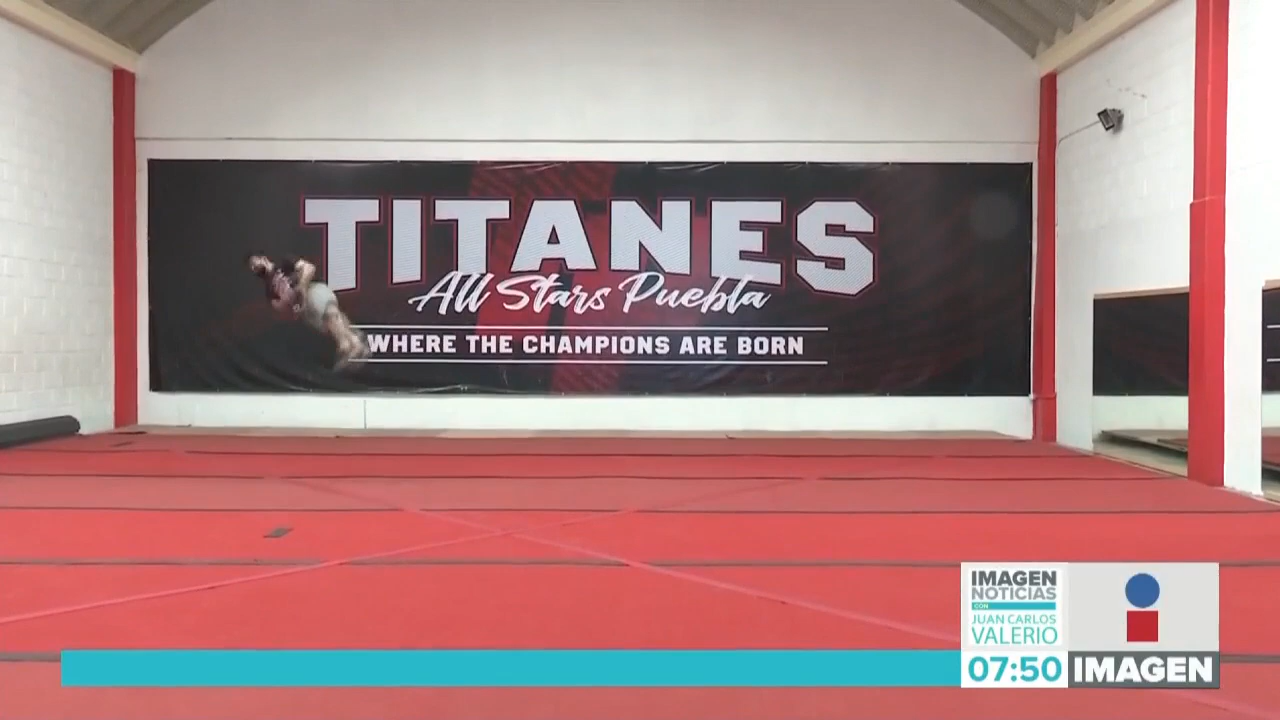 TITANES
All Stars Puebla
WHERE THE CHAMPIONS ARE BORN
IMAGEN
NOTICIAS
CON
JUAN CARLOS
VALERIO
07:50
IMAGEN